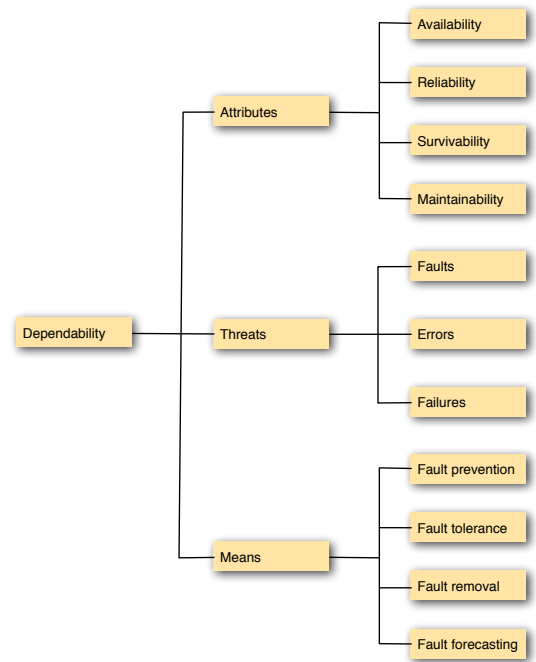 Dependability
Attributes
Availability
Reliability
Survivability
Maintainability
Threats
Faults
Errors
Failures
Means
Fault prevention
Fault tolerance
Fault removal
Fault forecasting